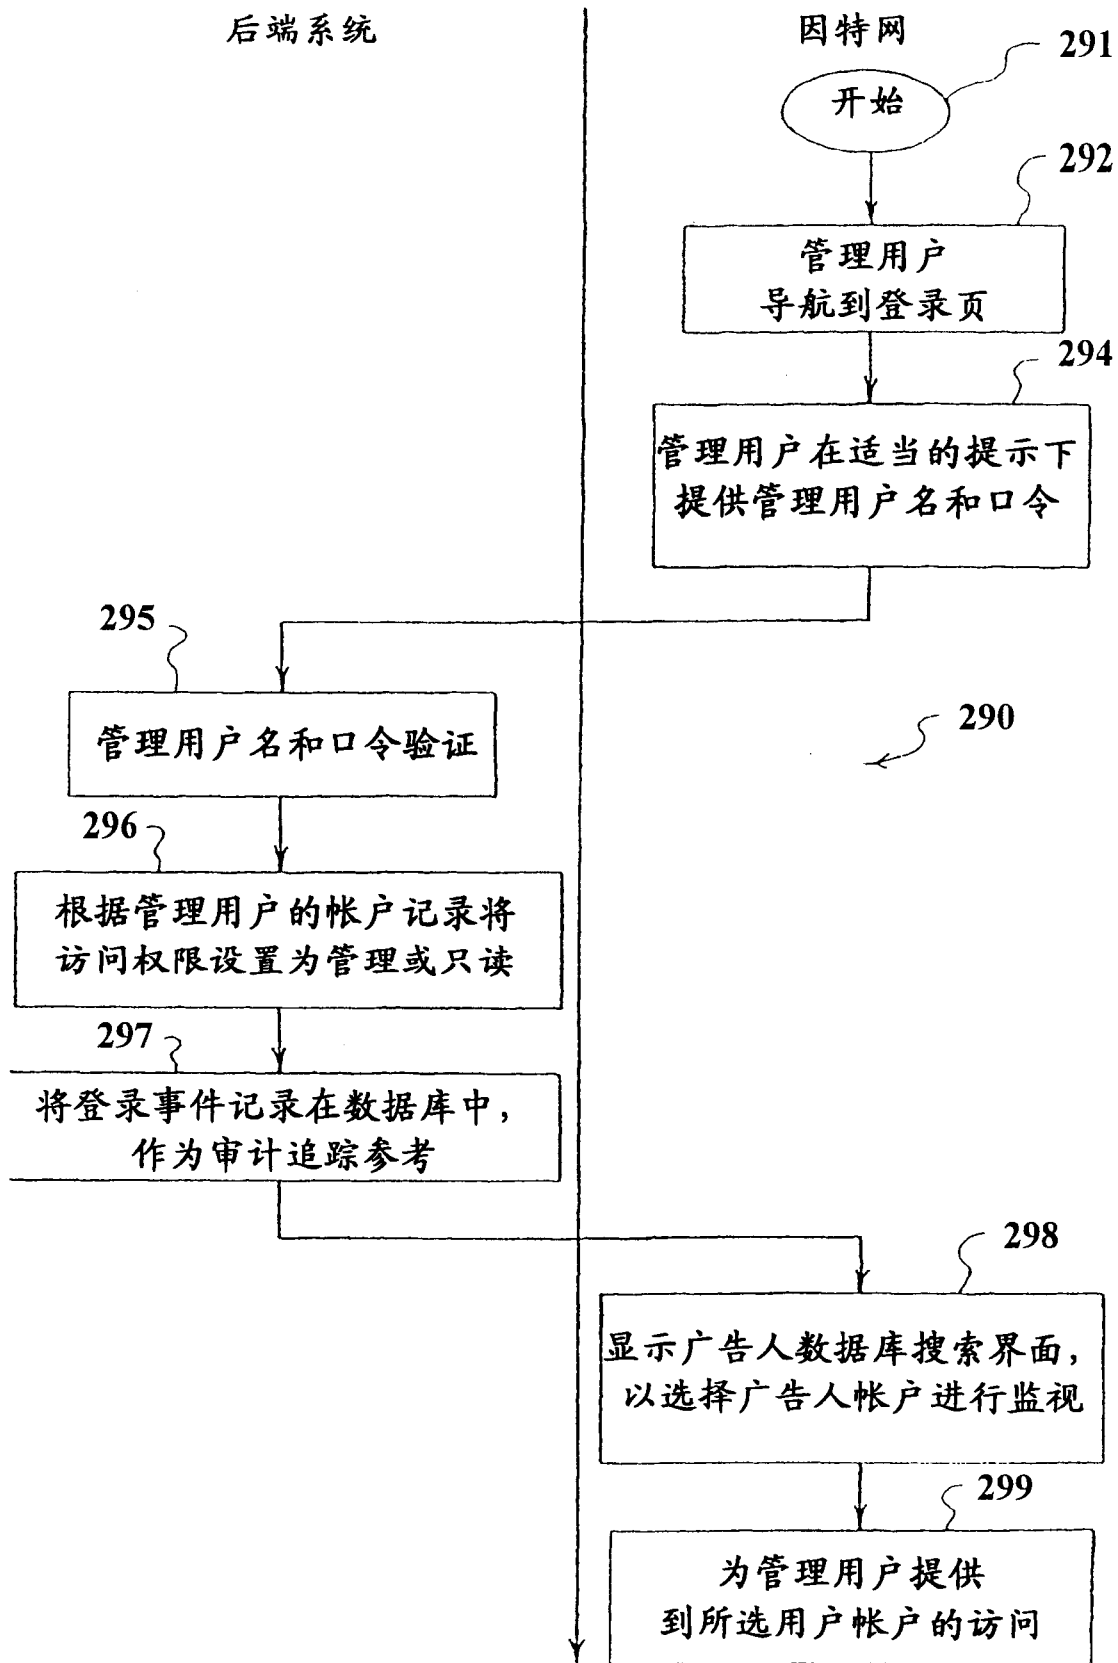 后端系统
因特网
291
开始
292
管理用户
导航到登录页
294
管理用户在适当的提示下
提供管理用户名和口令
295
管理用户名和口令验证
290
296
根据管理用户的帐户记录将
访问权限设置为管理或只读
297
将登录事件记录在数据库中,
作为审计追踪参考
298
显示广告人数据库搜索界面,
以选择广告人帐户进行监视
299
为管理用户提供
到所选用户帐户的访问